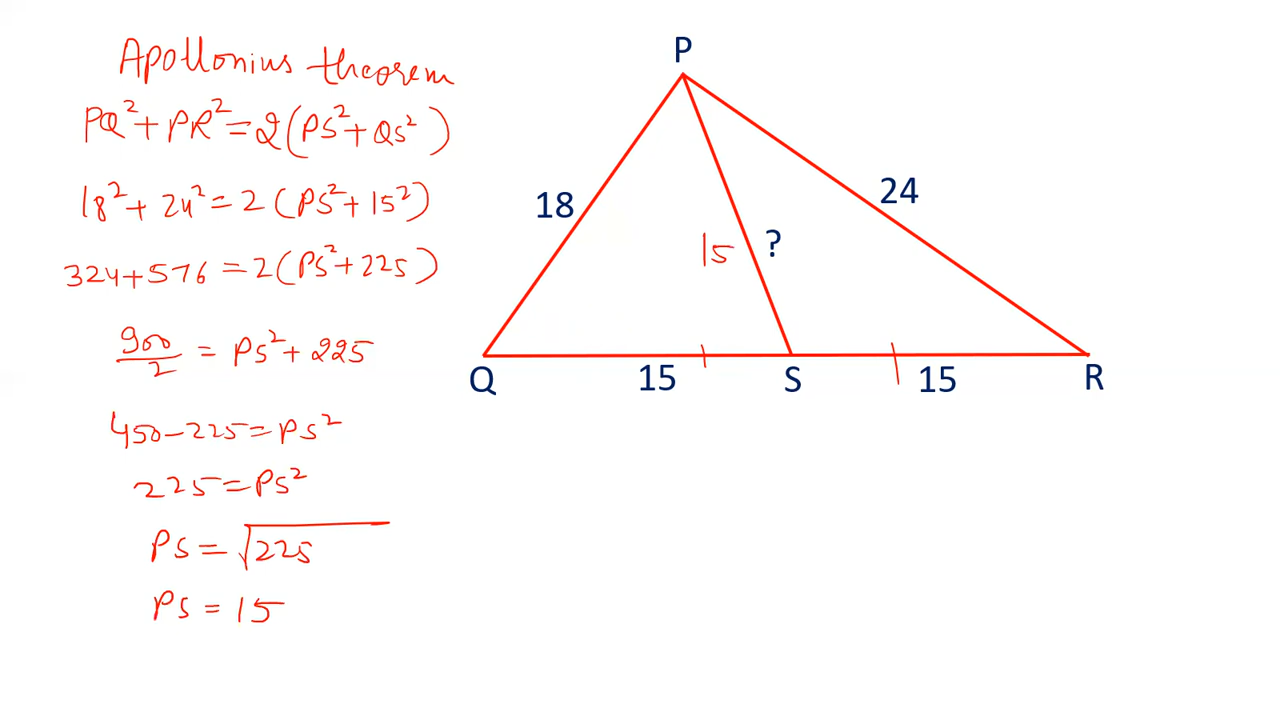 Apollonius theorem
PQ²+PR²=2(PS²+QS²)
18²+24²=2(PS²+15²)
324+576=2(PS²+225)
900/2=PS²+225
450-225=PS²
225=PS²
PS=√225
PS=15
P
18
24
15 ?
Q 15 S 15 R